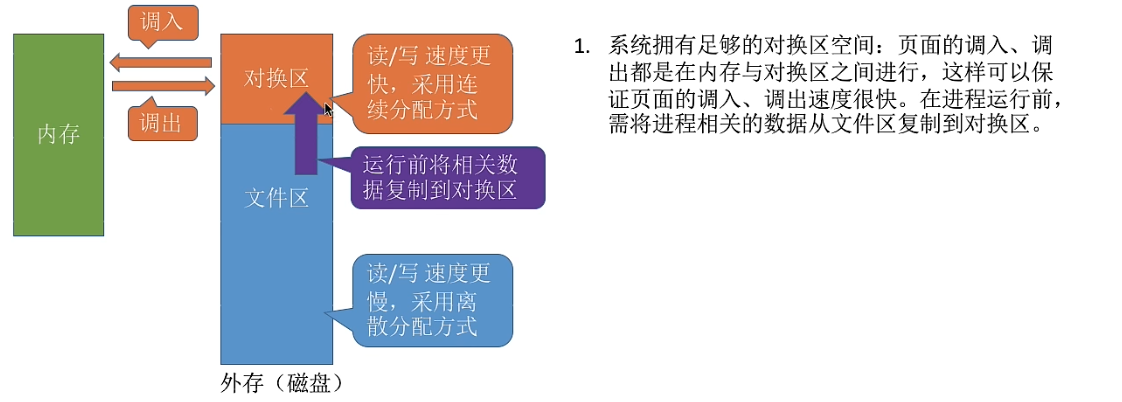 调入
对换区
读/写 速度更
快，采用连
续分配方式
内存
调出
运行前将相关数
据复制到对换区
文件区
读/写 速度更
慢，采用离
散分配方式
外存（磁盘）
1. 系统拥有足够的对换区空间：页面的调入、调
出都是在内存与对换区之间进行，这样可以保
证页面的调入、调出速度很快。在进程运行前，
需将进程相关的数据从文件区复制到对换区。